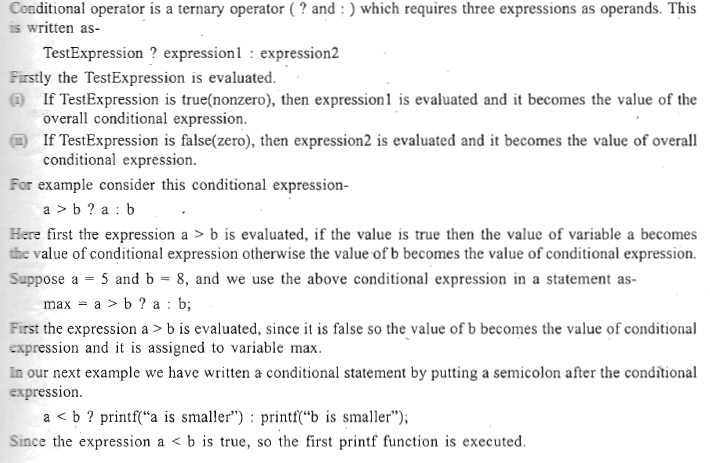 Conditional operator is a ternary operator ( ? and : ) which requires three expressions as operands. This
is written as-
TestExpression ? expression1 : expression2
Firstly the TestExpression is evaluated.
(i) If TestExpression is true(nonzero), then expression1 is evaluated and it becomes the value of the
overall conditional expression.
(ii) If TestExpression is false(zero), then expression2 is evaluated and it becomes the value of overall
conditional expression.
For example consider this conditional expression-
a > b ? a : b
Here first the expression a > b is evaluated, if the value is true then the value of variable a becomes
the value of conditional expression otherwise the value of b becomes the value of conditional expression.
Suppose a = 5 and b = 8, and we use the above conditional expression in a statement as-
max = a > b ? a : b;
First the expression a > b is evaluated, since it is false so the value of b becomes the value of conditional
expression and it is assigned to variable max.
In our next example we have written a conditional statement by putting a semicolon after the conditional
expression.
a < b ? printf(“a is smaller”) : printf(“b is smaller”);
Since the expression a < b is true, so the first printf function is executed.